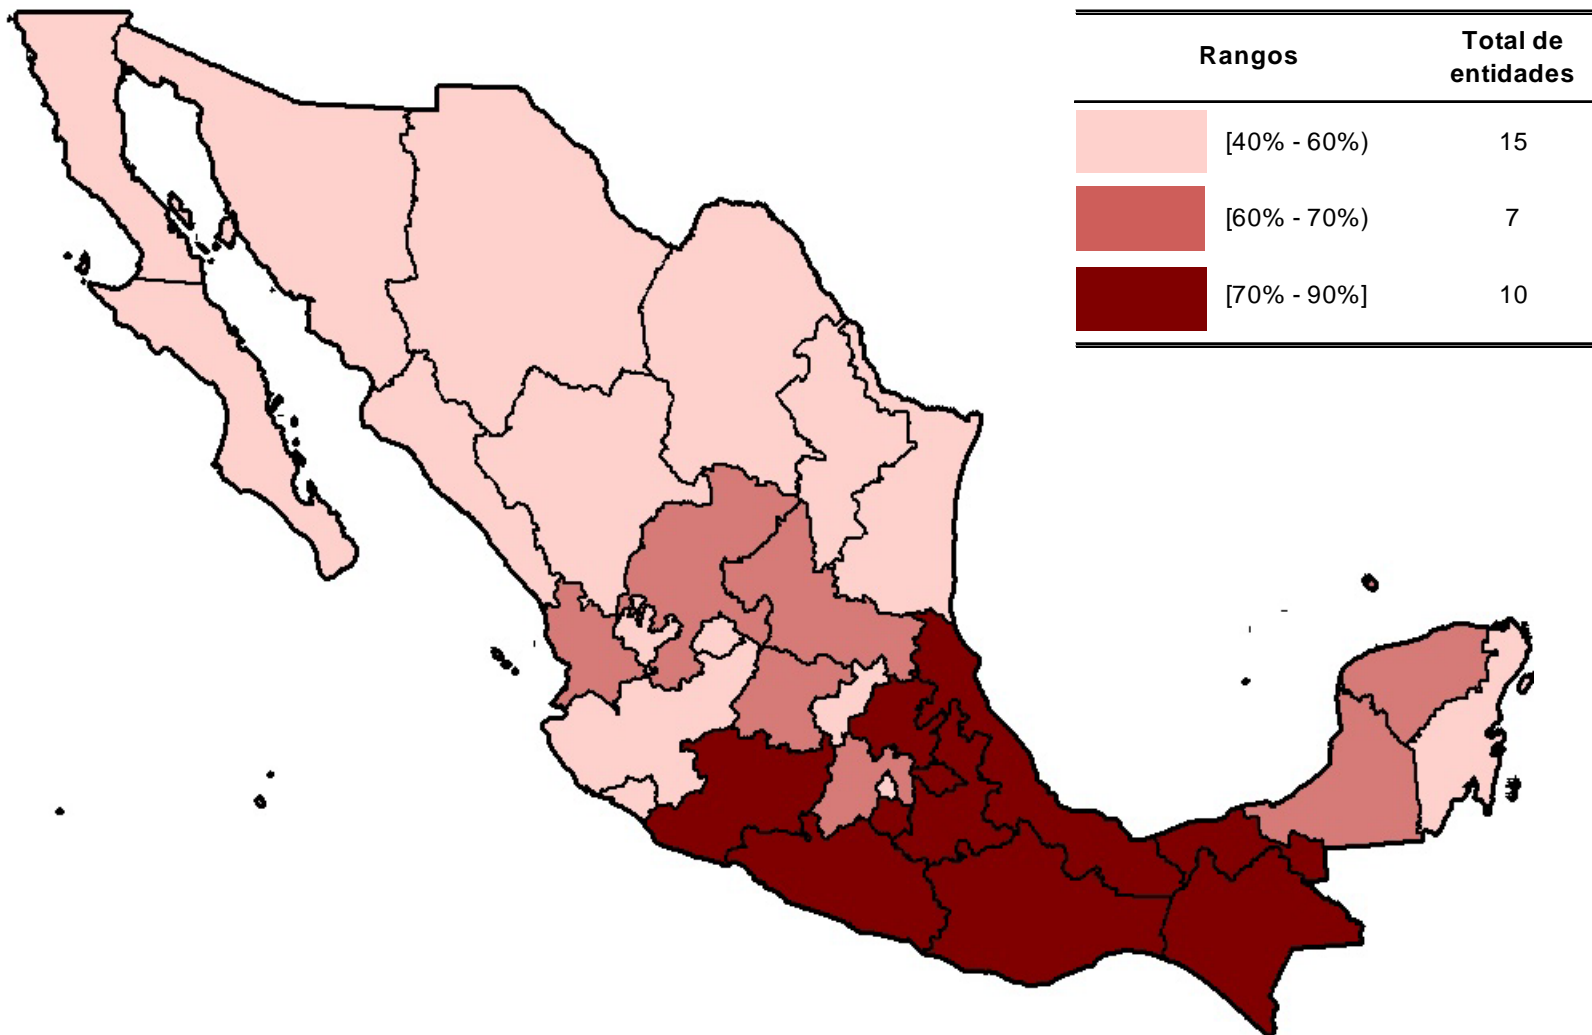 Rangos Total de entidades
[40% - 60%) 15
[60% - 70%) 7
[70% - 90%] 10